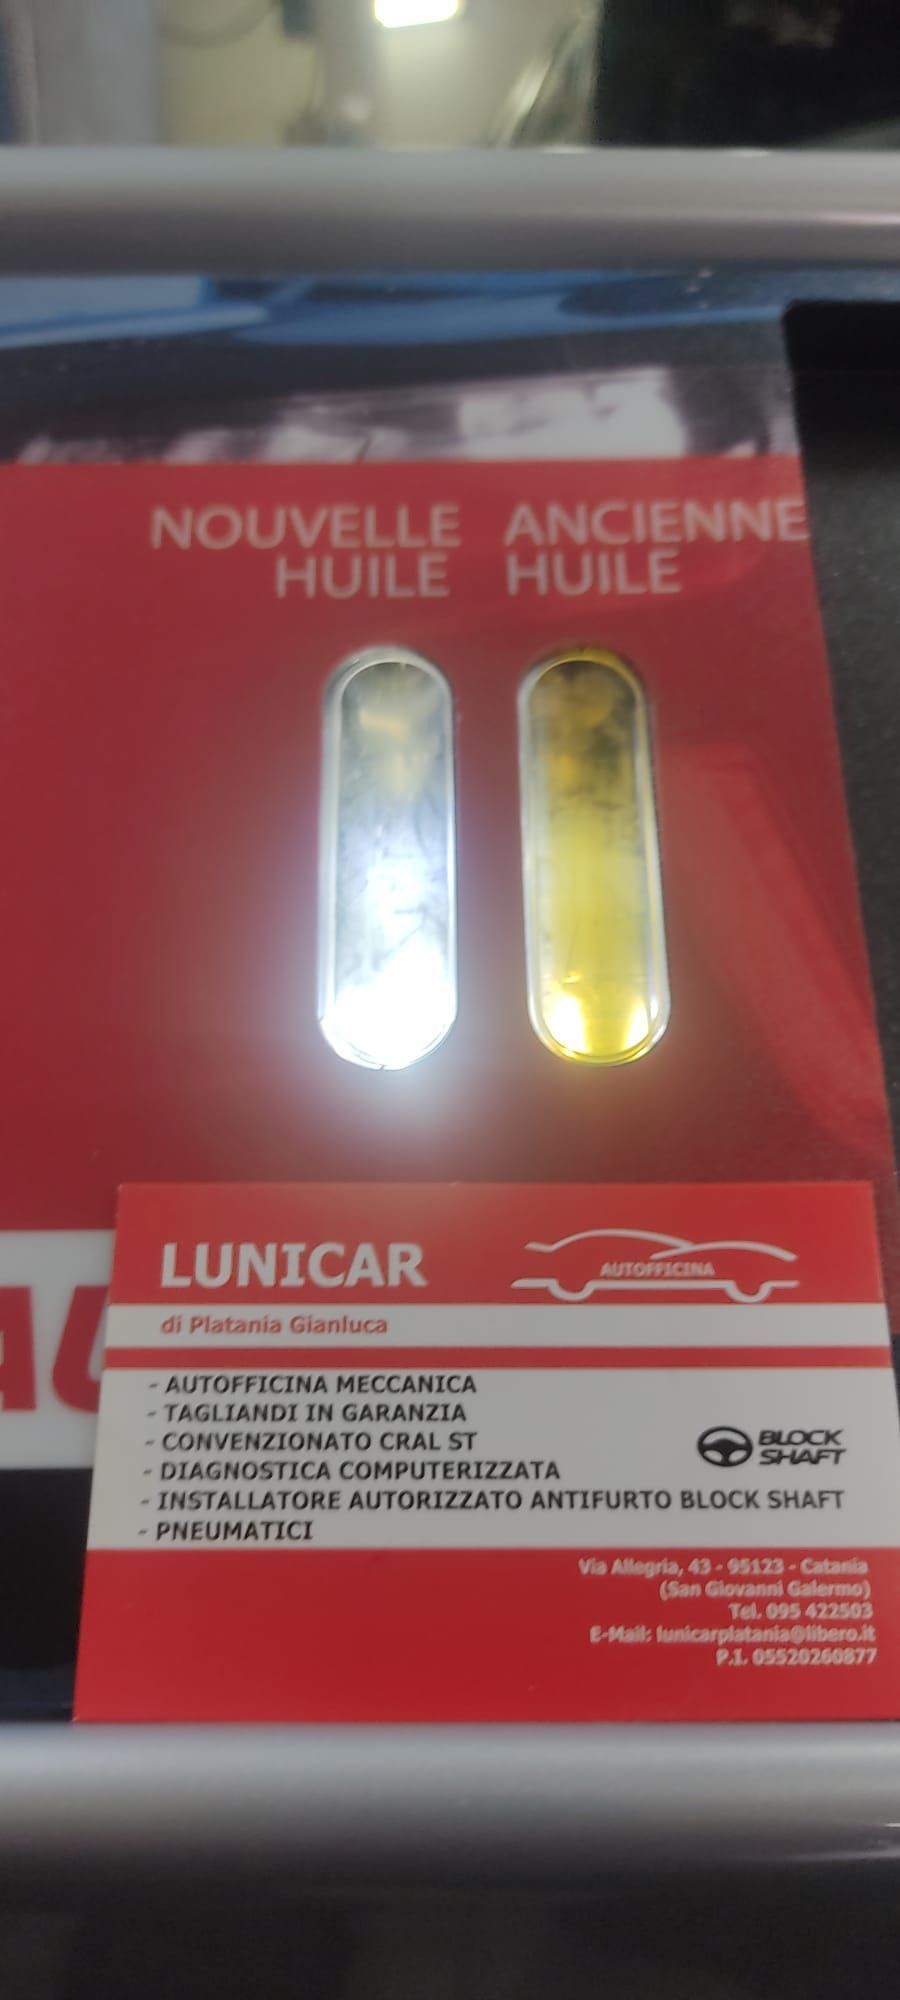 NOUVELLE HUILE
ANCIENNE HUILE
LUNICAR
AUTOFFICINA
di Platania Gianluca
- AUTOFFICINA MECCANICA
- TAGLIANDI IN GARANZIA
- CONVENZIONATO CRAL ST
- DIAGNOSTICA COMPUTERIZZATA
- INSTALLATORE AUTORIZZATO ANTIFURTO BLOCK SHAFT
- PNEUMATICI
BLOCK
SHAFT
Via Allegria, 43 - 95123 - Catania
(San Giovanni Galermo)
Tel. 095 422503
E-Mail: lunicarplatania@libero.it
P.I. 05520260877